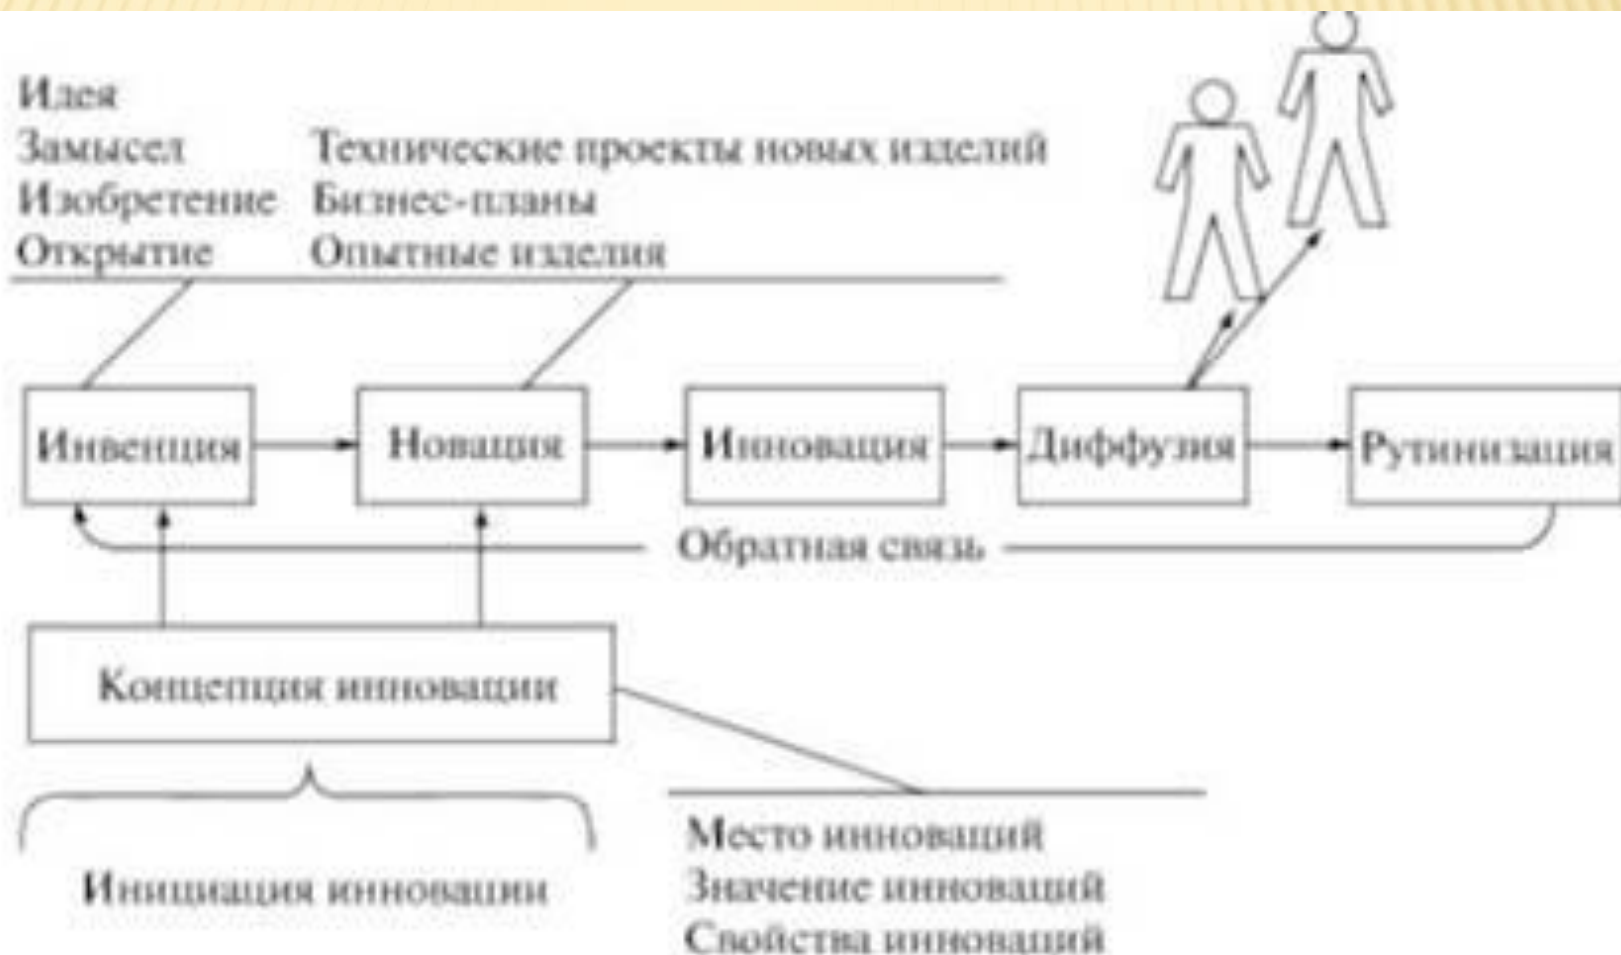 Идея
Замысел Технические проекты новых изделий
Изобретение Бизнес-планы
Открытие Опытные изделия
Инвенция Новация Инновация Диффузия Рутинизация
Обратная связь
Концепция инновации
Инициация инновации
Место инноваций
Значение инноваций
Свойства инноваций